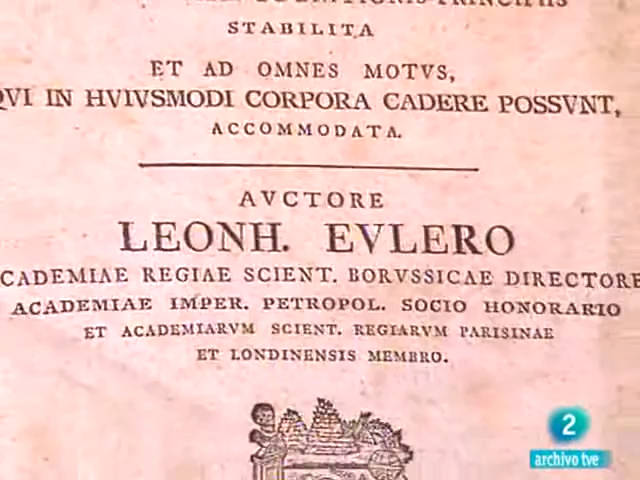 STABILITA
ET AD OMNES MOTVS,
QVI IN HVIVSMODI CORPORA CADERE POSSVNT,
ACCOMMODATA.
AVCTORE
LEONH. EVLERO
ACADEMIAE REGIAE SCIENT. BORVSSICAE DIRECTORE
ACADEMIAE IMPER. PETROPOL. SOCIO HONORARIO
ET ACADEMIARVM SCIENT. REGIARVM PARISINAE
ET LONDINENSIS MEMBRO.
2
archivo tve